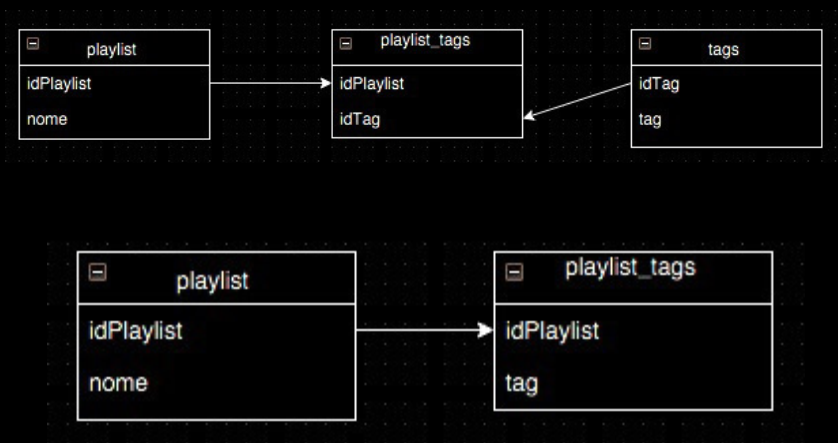 playlist
idPlaylist
nome
playlist_tags
idPlaylist
idTag
tags
idTag
tag
playlist
idPlaylist
nome
playlist_tags
idPlaylist
tag